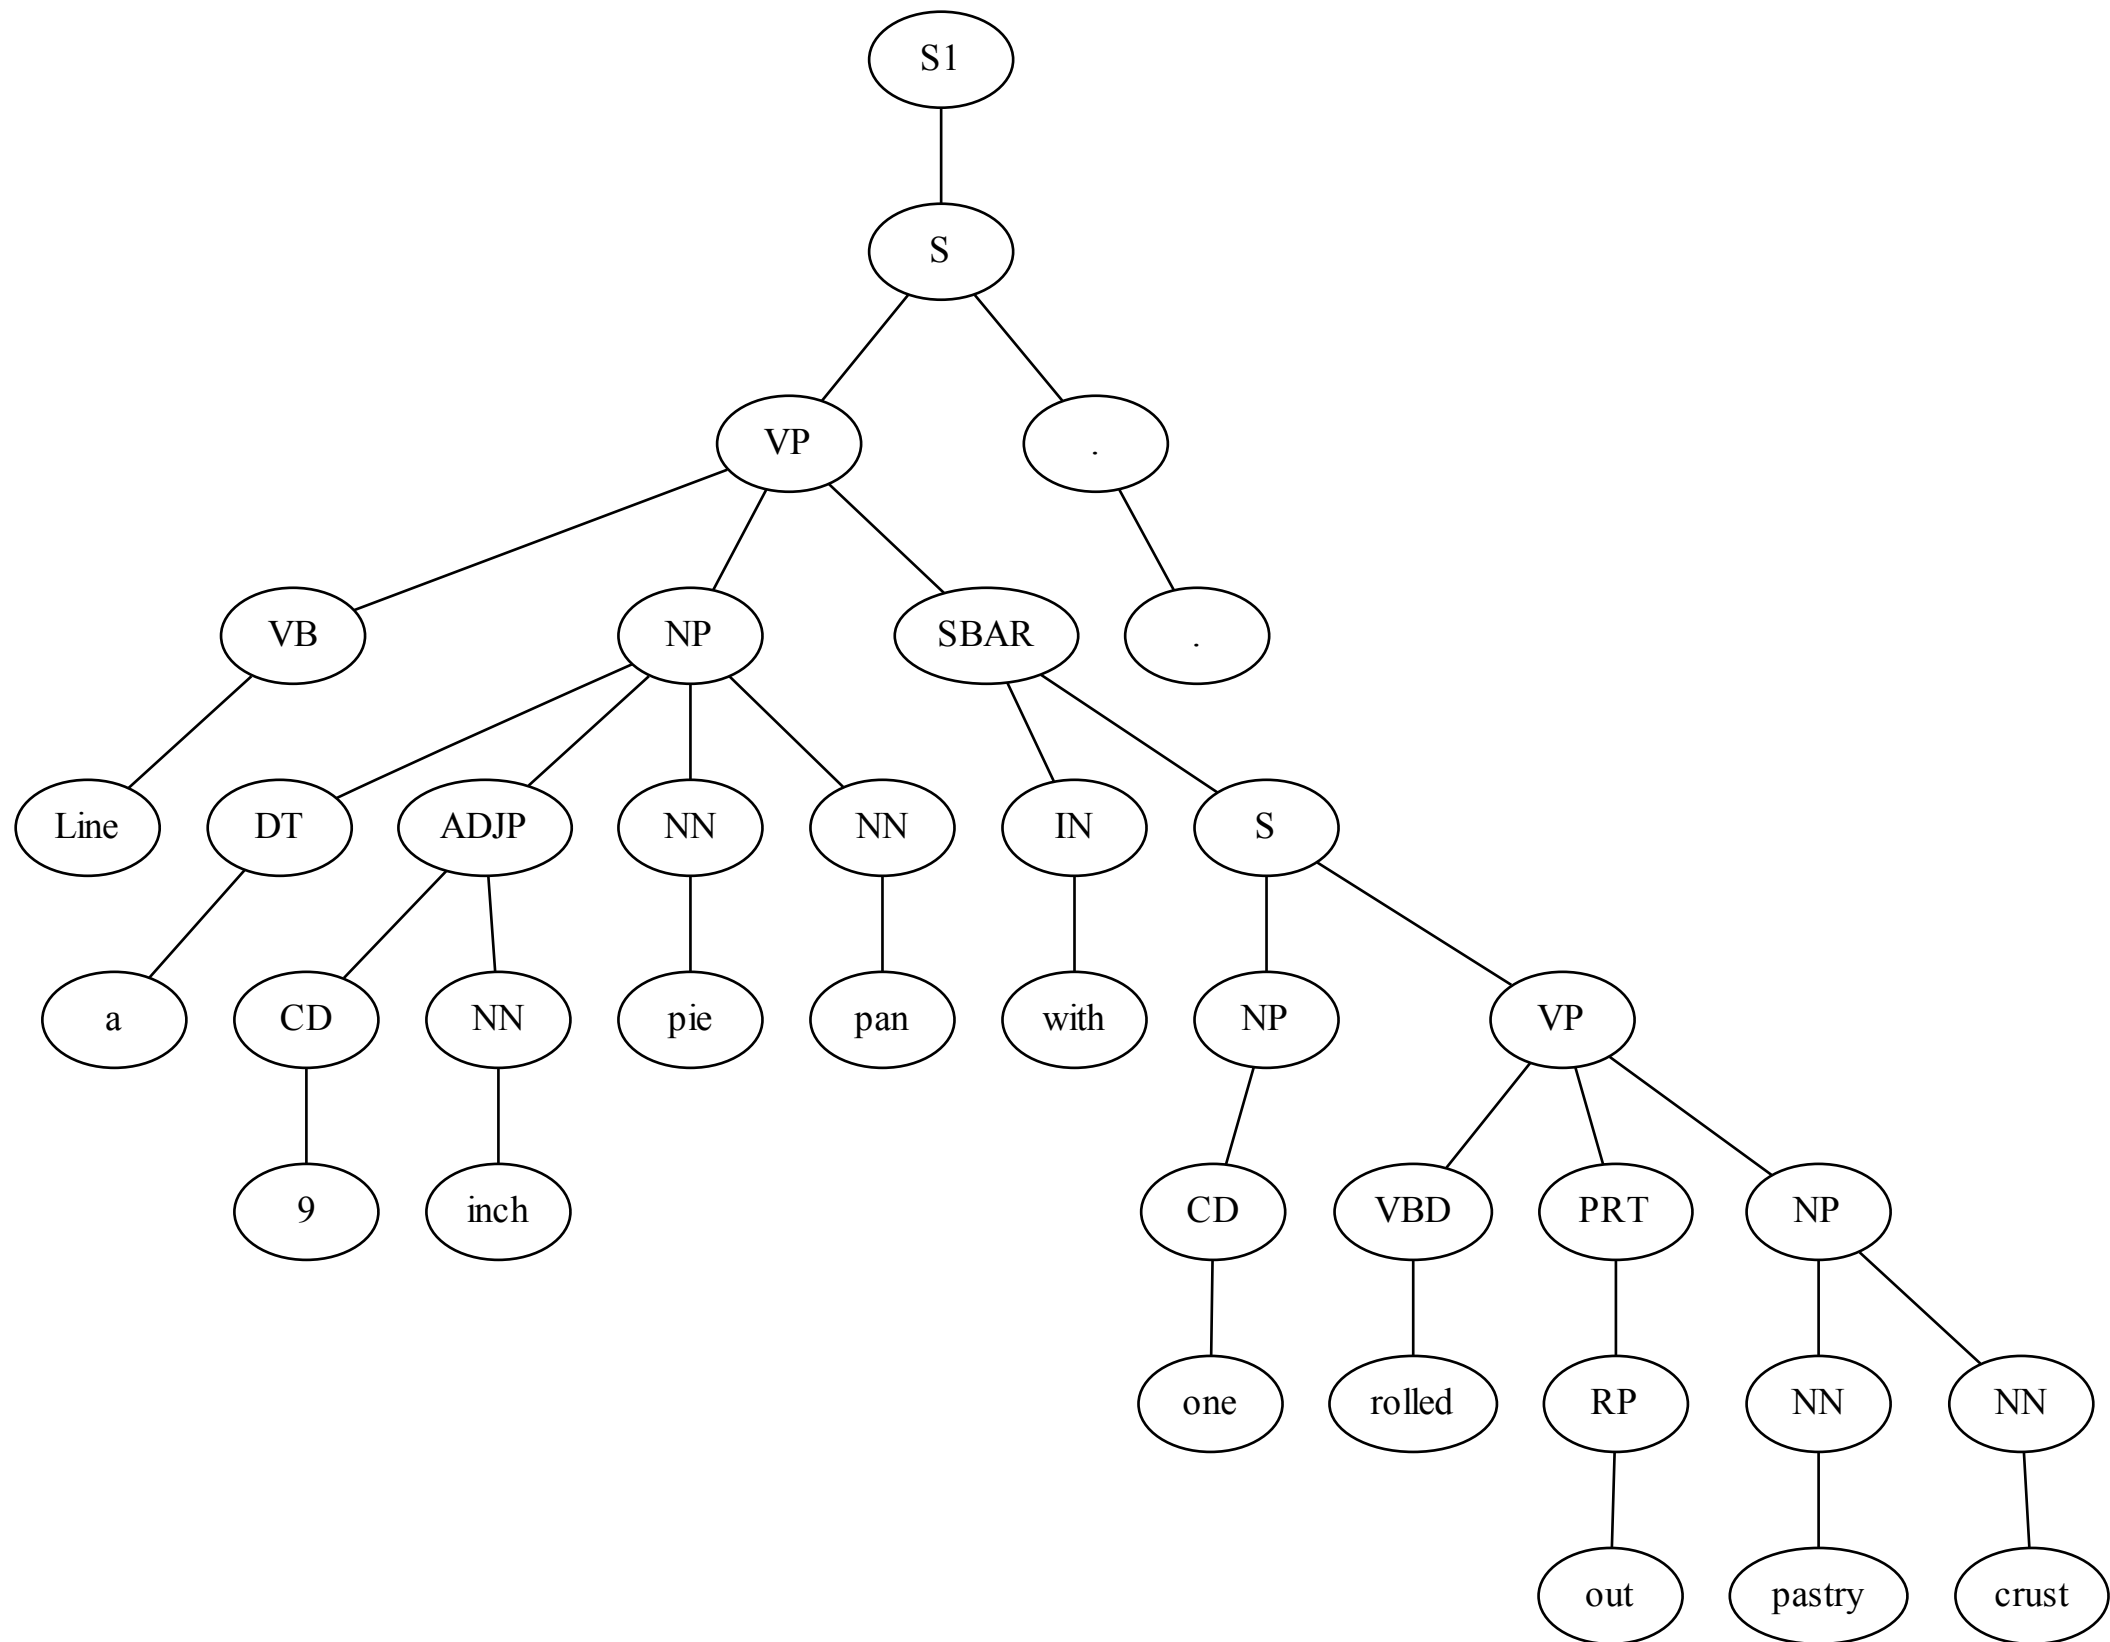 S1
S
VP .
VB NP SBAR .
Line DT ADJP NN NN IN S
a CD NN pie pan with NP VP
9 inch CD VBD PRT NP
one rolled RP NN NN
out pastry crust